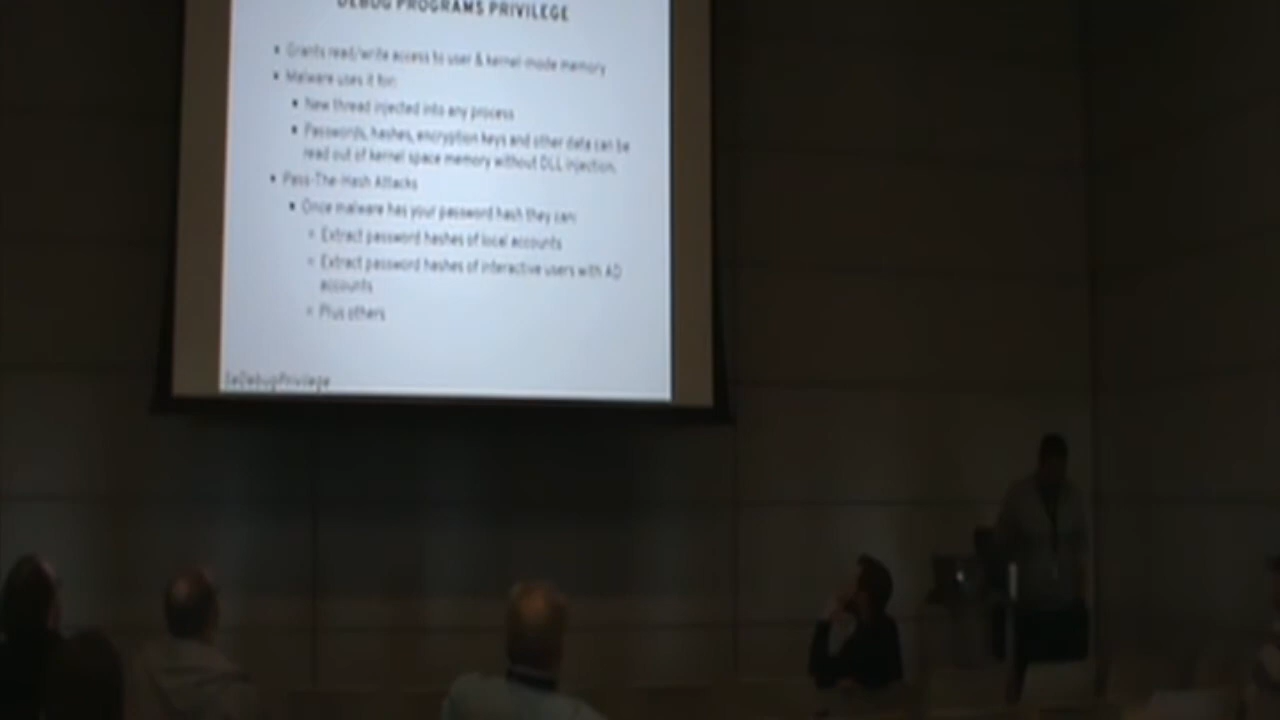 DEBUG PROGRAMS PRIVILEGE
Grants read/write access to user & kernel-mode memory
Malware uses it for:
New thread injected into any process
Passwords, hashes, encryption keys and other data can be
read out of kernel space memory without DLL injection.
Pass-The-Hash Attacks
Once malware has your password hash they can:
Extract password hashes of local accounts
Extract password hashes of interactive users with AD
accounts
Plus others
SeDebugPrivilege